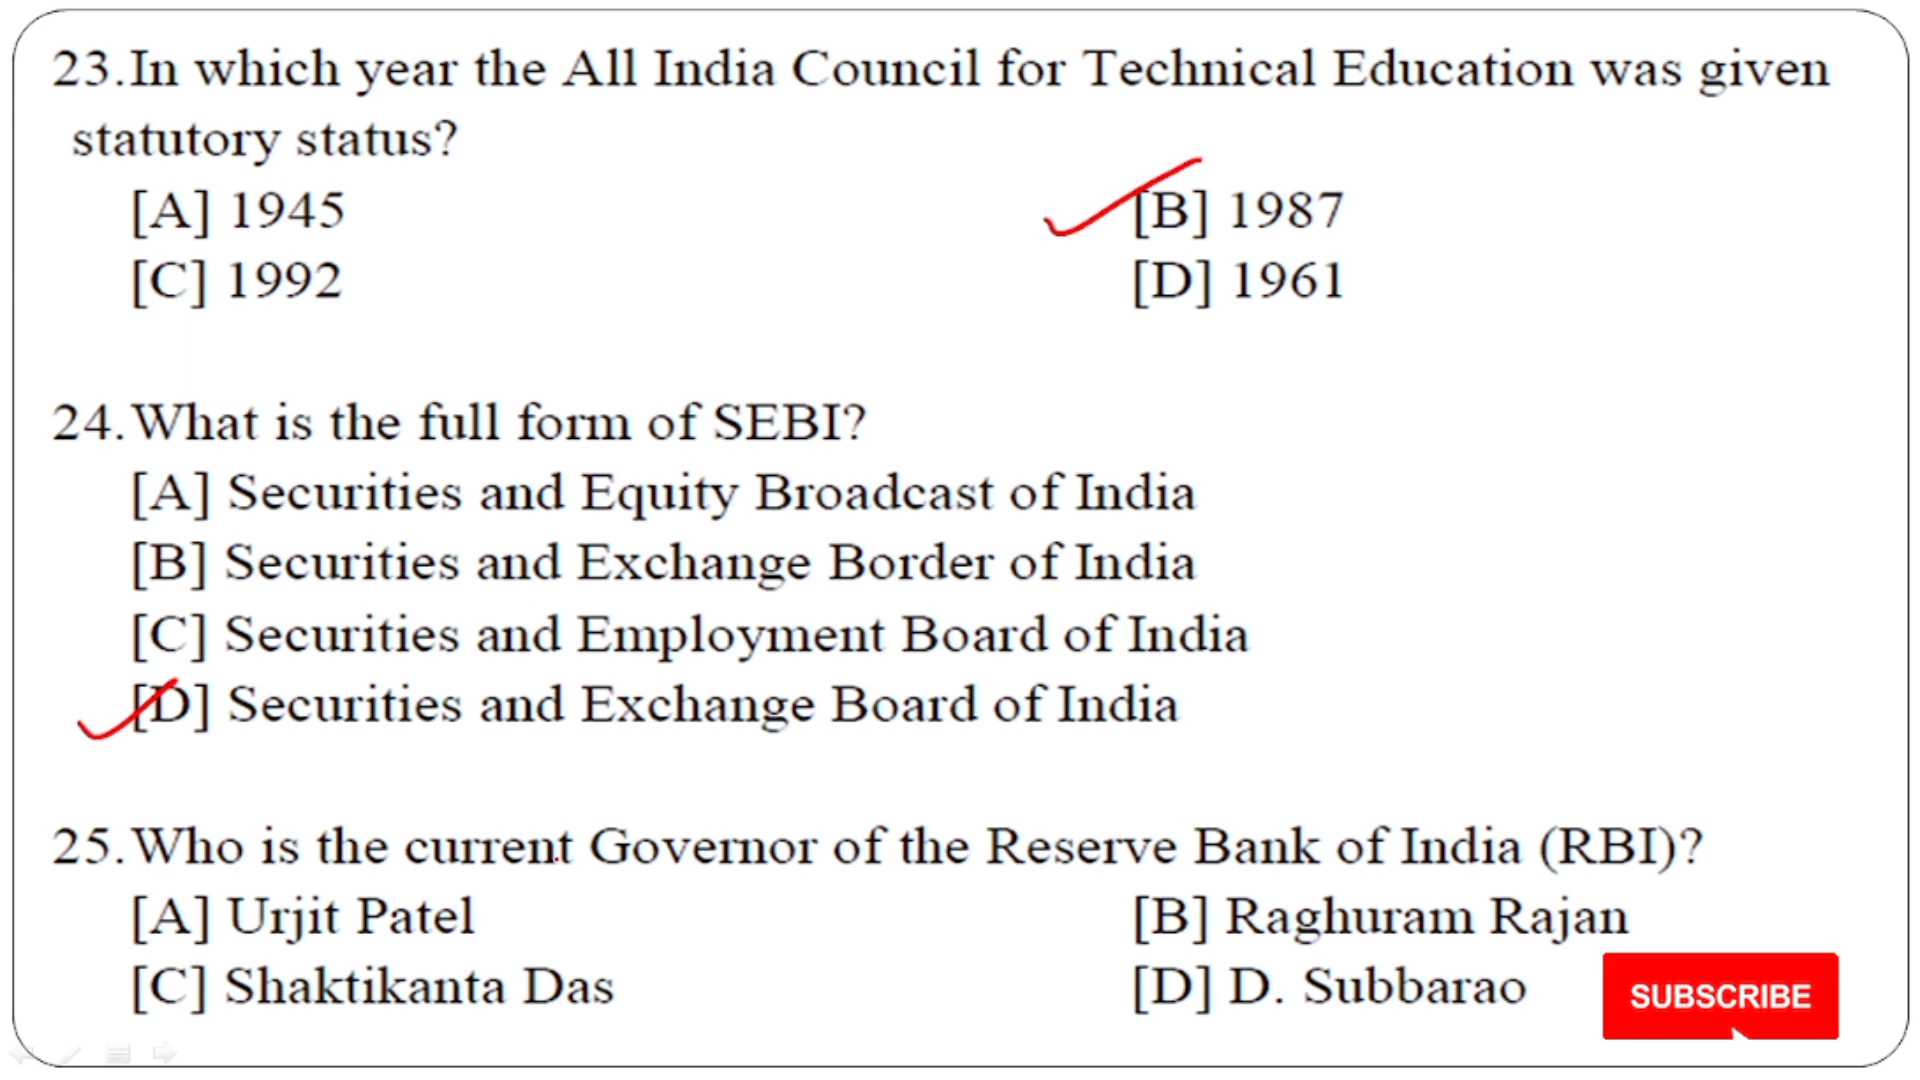 23.In which year the All India Council for Technical Education was given
statutory status?
[A] 1945 [B] 1987
[C] 1992 [D] 1961
24.What is the full form of SEBI?
[A] Securities and Equity Broadcast of India
[B] Securities and Exchange Border of India
[C] Securities and Employment Board of India
[D] Securities and Exchange Board of India
25.Who is the current Governor of the Reserve Bank of India (RBI)?
[A] Urjit Patel [B] Raghuram Rajan
[C] Shaktikanta Das [D] D. Subbarao
SUBSCRIBE